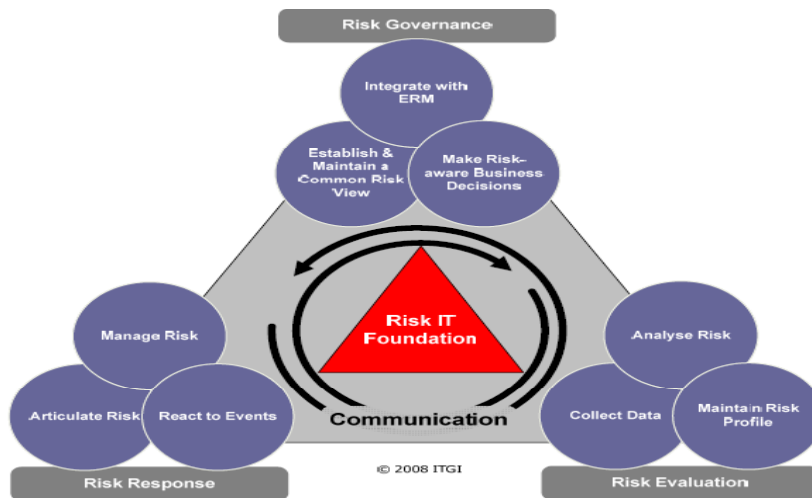 Risk Governance
Integrate with
ERM
Establish &
Maintain a
Common Risk
View
Make Risk-
aware Business
Decisions
Risk IT
Foundation
Manage Risk
Articulate Risk
React to Events
Analyse Risk
Collect Data
Maintain Risk
Profile
Communication
© 2008 ITGI
Risk Response
Risk Evaluation